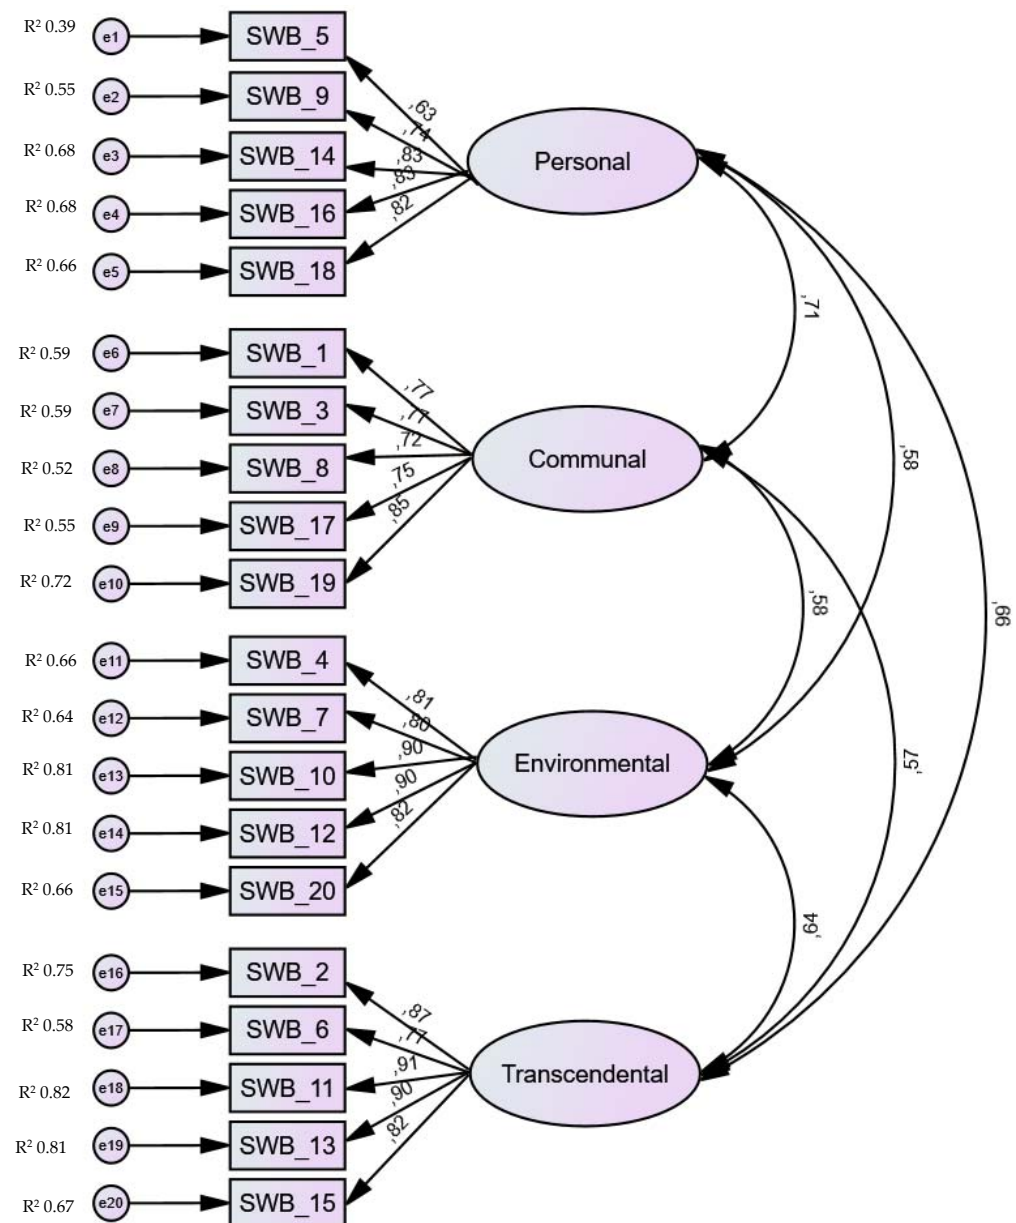 R² 0.39 e1 SWB_5
R² 0.55 e2 SWB_9
R² 0.68 e3 SWB_14
R² 0.68 e4 SWB_16
R² 0.66 e5 SWB_18
,63
,74
,83
,83
,82
Personal
R² 0.59 e6 SWB_1
R² 0.59 e7 SWB_3
R² 0.52 e8 SWB_8
R² 0.55 e9 SWB_17
R² 0.72 e10 SWB_19
,77
,77
,72
,75
,85
Communal
R² 0.66 e11 SWB_4
R² 0.64 e12 SWB_7
R² 0.81 e13 SWB_10
R² 0.81 e14 SWB_12
R² 0.66 e15 SWB_20
,81
,80
,90
,90
,82
Environmental
R² 0.75 e16 SWB_2
R² 0.58 e17 SWB_6
R² 0.82 e18 SWB_11
R² 0.81 e19 SWB_13
R² 0.67 e20 SWB_15
,87
,77
,91
,90
,82
Transcendental
,71
,58
,66
,58
,57
,64